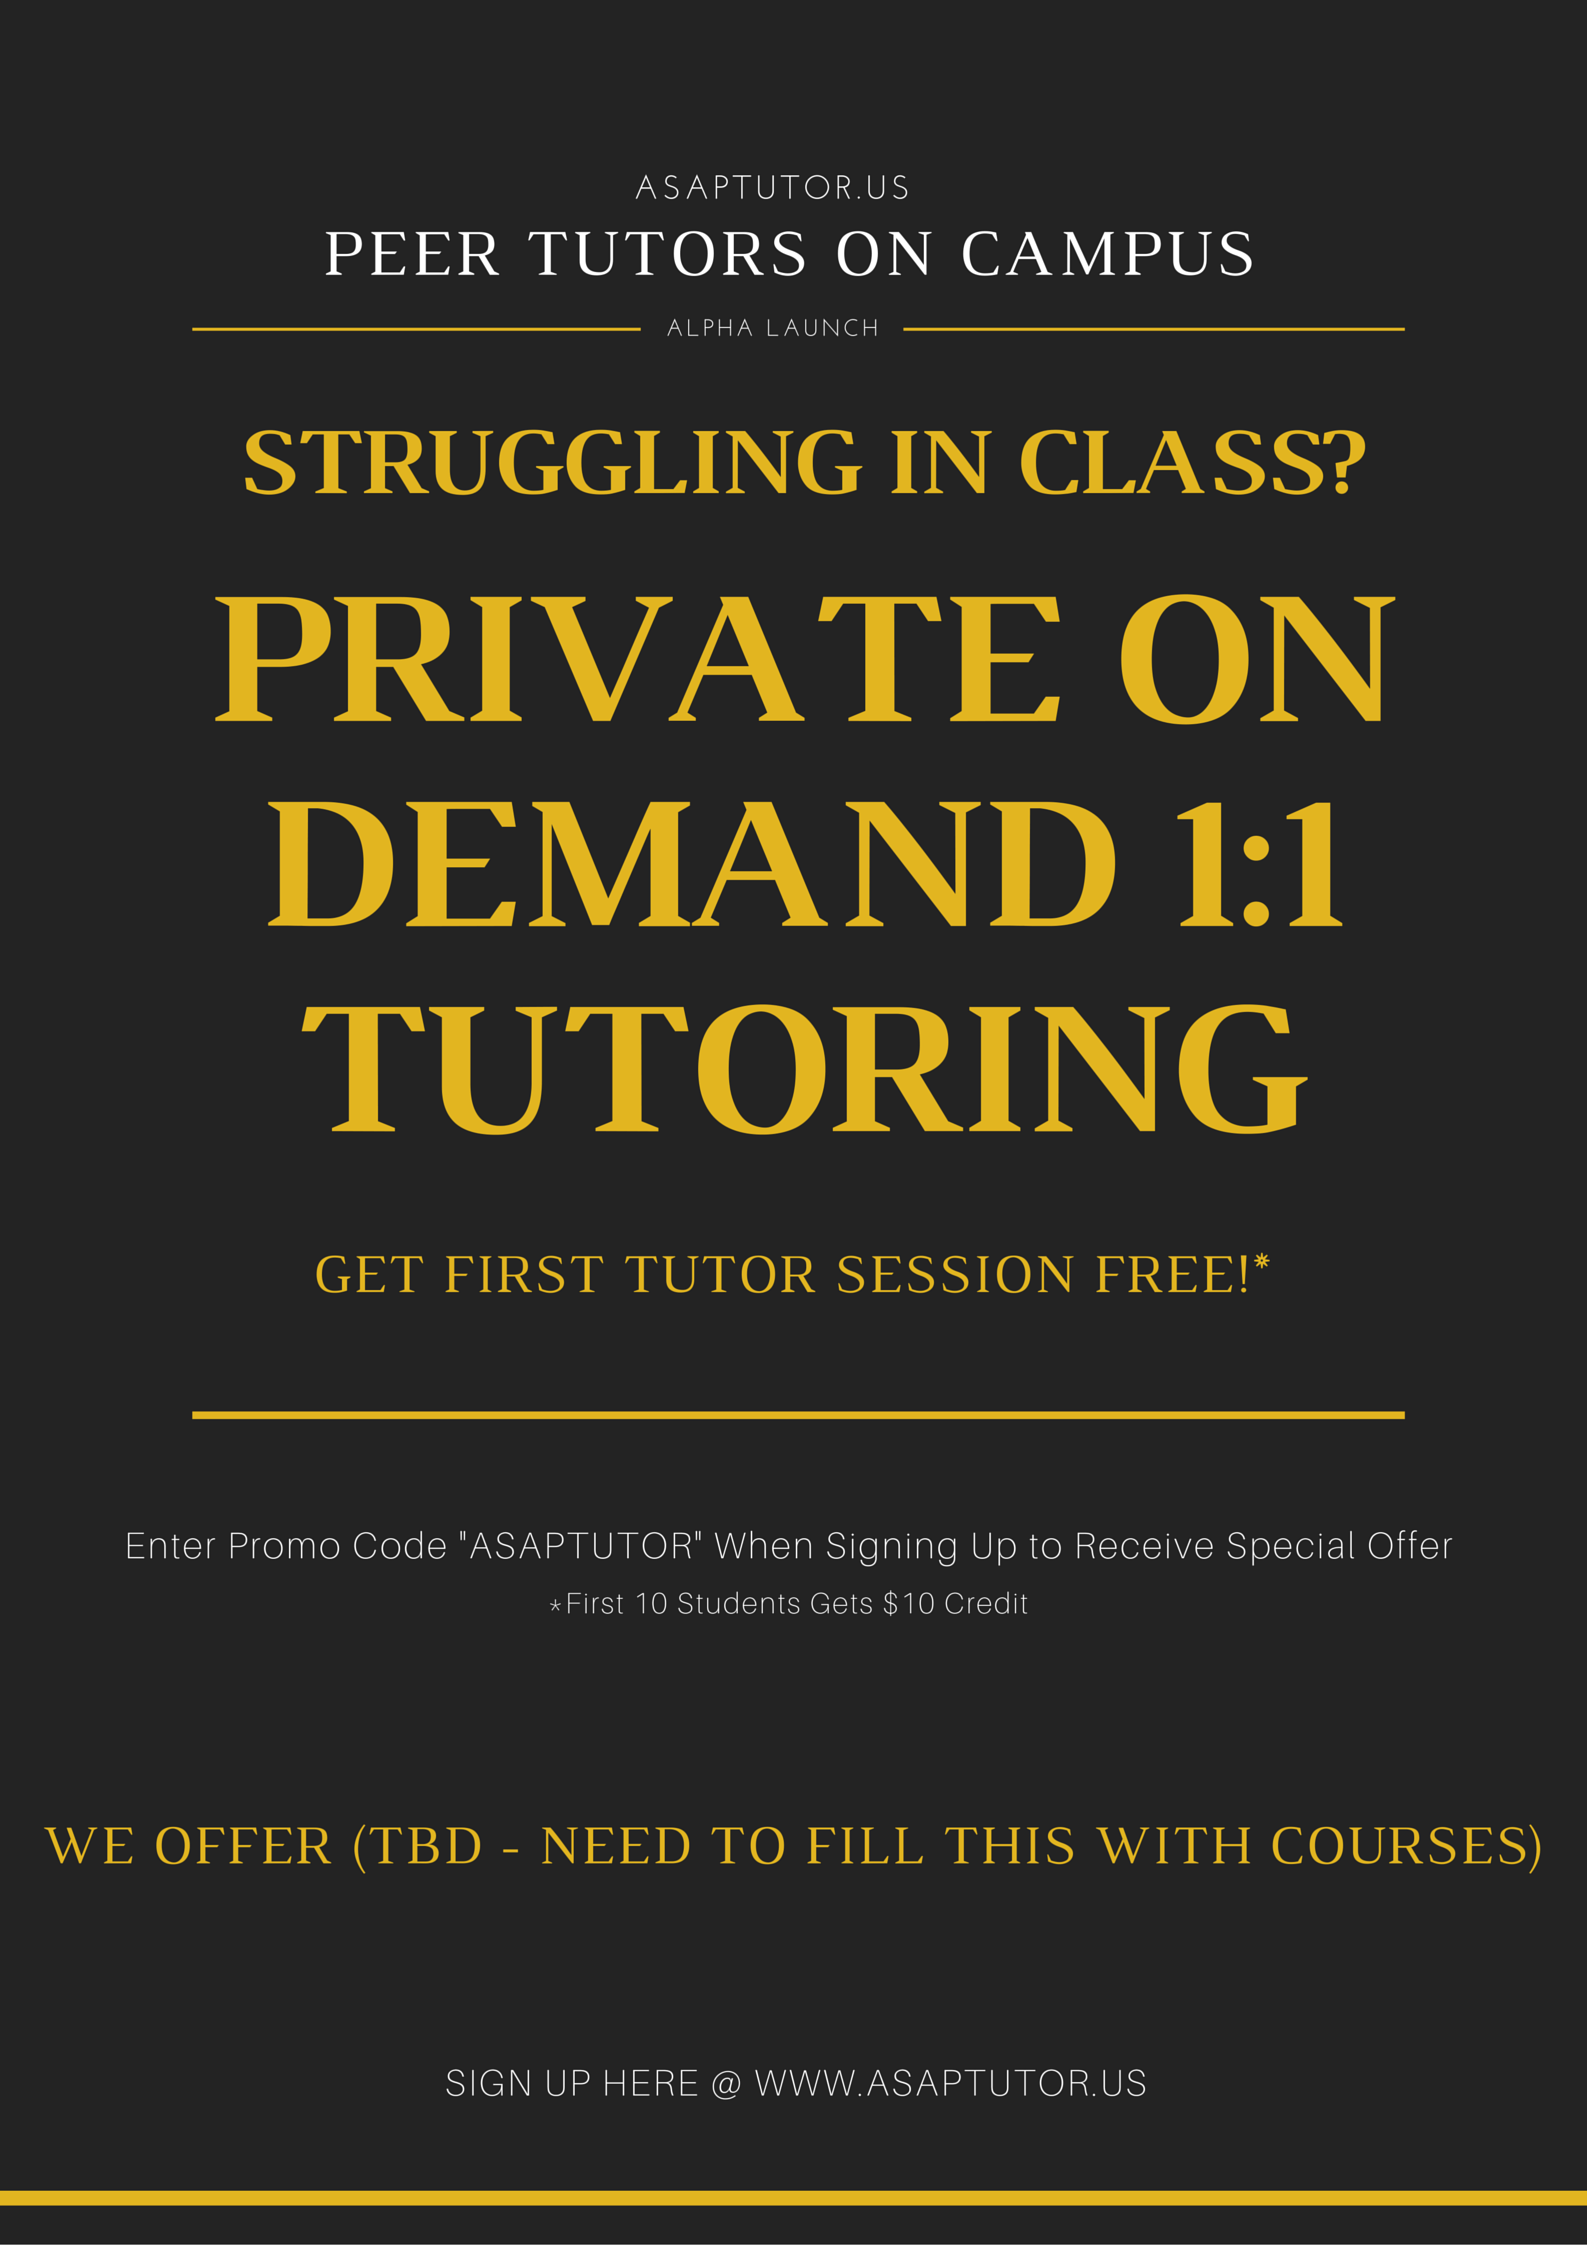 ASAPTUTOR.US
PEER TUTORS ON CAMPUS
ALPHA LAUNCH
STRUGGLING IN CLASS?
PRIVATE ON
DEMAND 1:1
TUTORING
GET FIRST TUTOR SESSION FREE!*
Enter Promo Code "ASAPTUTOR" When Signing Up to Receive Special Offer
*First 10 Students Gets $10 Credit
WE OFFER (TBD - NEED TO FILL THIS WITH COURSES)
SIGN UP HERE @ WWW.ASAPTUTOR.US